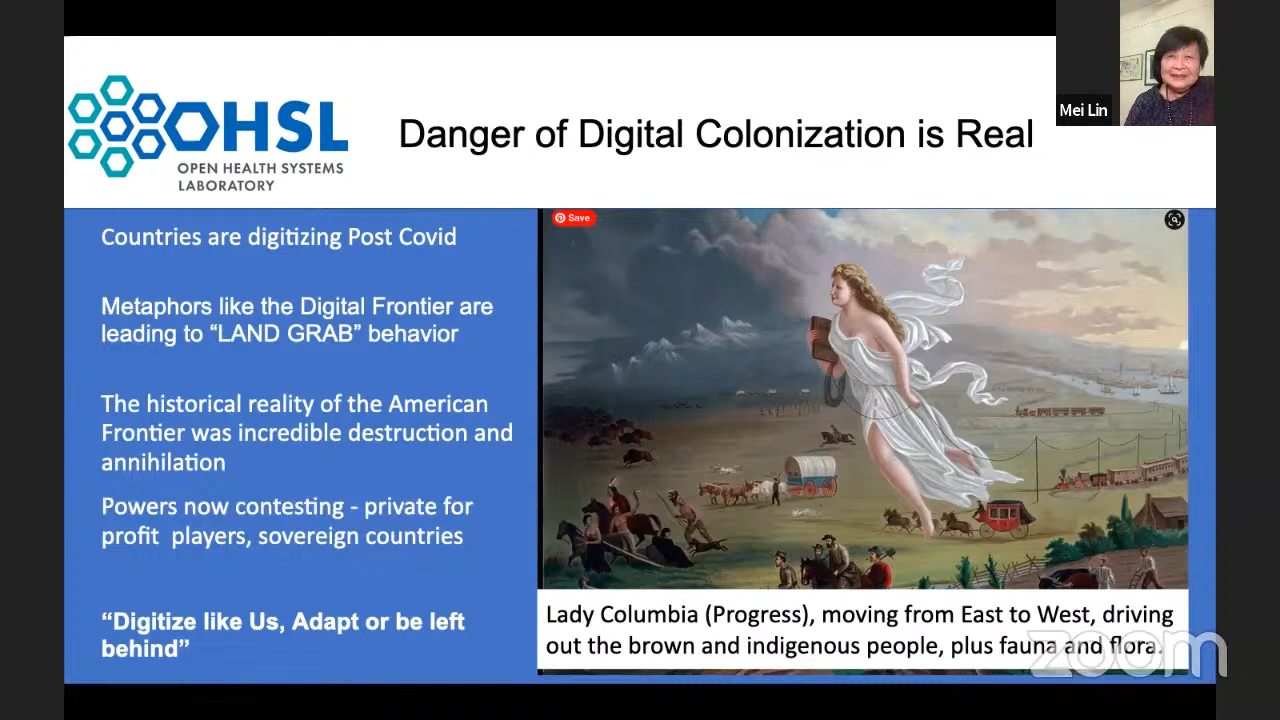 Mei Lin
OHSL
OPEN HEALTH SYSTEMS
LABORATORY
Danger of Digital Colonization is Real
Countries are digitizing Post Covid
Metaphors like the Digital Frontier are
leading to “LAND GRAB” behavior
The historical reality of the American
Frontier was incredible destruction and
annihilation
Powers now contesting - private for
profit  players, sovereign countries
“Digitize like Us, Adapt or be left
behind”
Save
Lady Columbia (Progress), moving from East to West, driving
out the brown and indigenous people, plus fauna and flora.
zoom